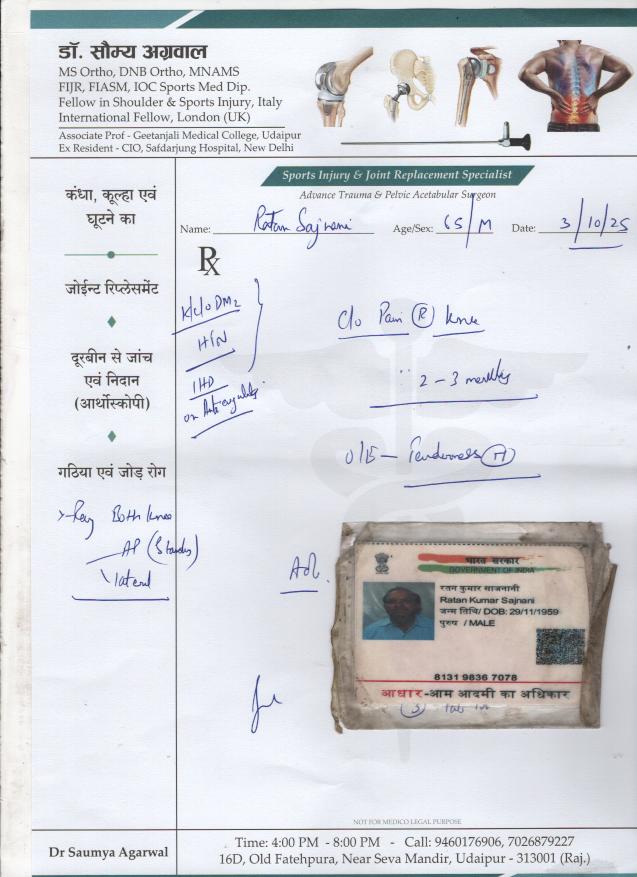 डॉ. सौम्य अग्रवाल
MS Ortho, DNB Ortho, MNAMS
FIJR, FIASM, IOC Sports Med Dip.
Fellow in Shoulder & Sports Injury, Italy
International Fellow, London (UK)
Associate Prof - Geetanjali Medical College, Udaipur
Ex Resident - CIO, Safdarjung Hospital, New Delhi
Sports Injury & Joint Replacement Specialist
Advance Trauma & Pelvic Acetabular Surgeon
Name: Ratan Sajnani Age/Sex: 65/M Date: 3/10/25
Rx
कंधा, कूल्हा एवं
घूटने का
जोईन्ट रिप्लेसमेंट
दूरबीन से जांच
एवं निदान
(आर्थोस्कोपी)
गठिया एवं जोड़ रोग
K/c/o DM2
HTN
IHD
on
C/o Pain (R) knee
2 - 3 months
O/E - Tenderness
X-Ray Both knee
AP (Standing)
lateral
Adv.
भारत सरकार
GOVERNMENT OF INDIA
रतन कुमार साजनानी
Ratan Kumar Sajnani
जन्म तिथि/ DOB: 29/11/1959
पुरुष / MALE
8131 9836 7078
आधार-आम आदमी का अधिकार
NOT FOR MEDICO LEGAL PURPOSE
Dr Saumya Agarwal
Time: 4:00 PM - 8:00 PM - Call: 9460176906, 7026879227
16D, Old Fatehpura, Near Seva Mandir, Udaipur - 313001 (Raj.)